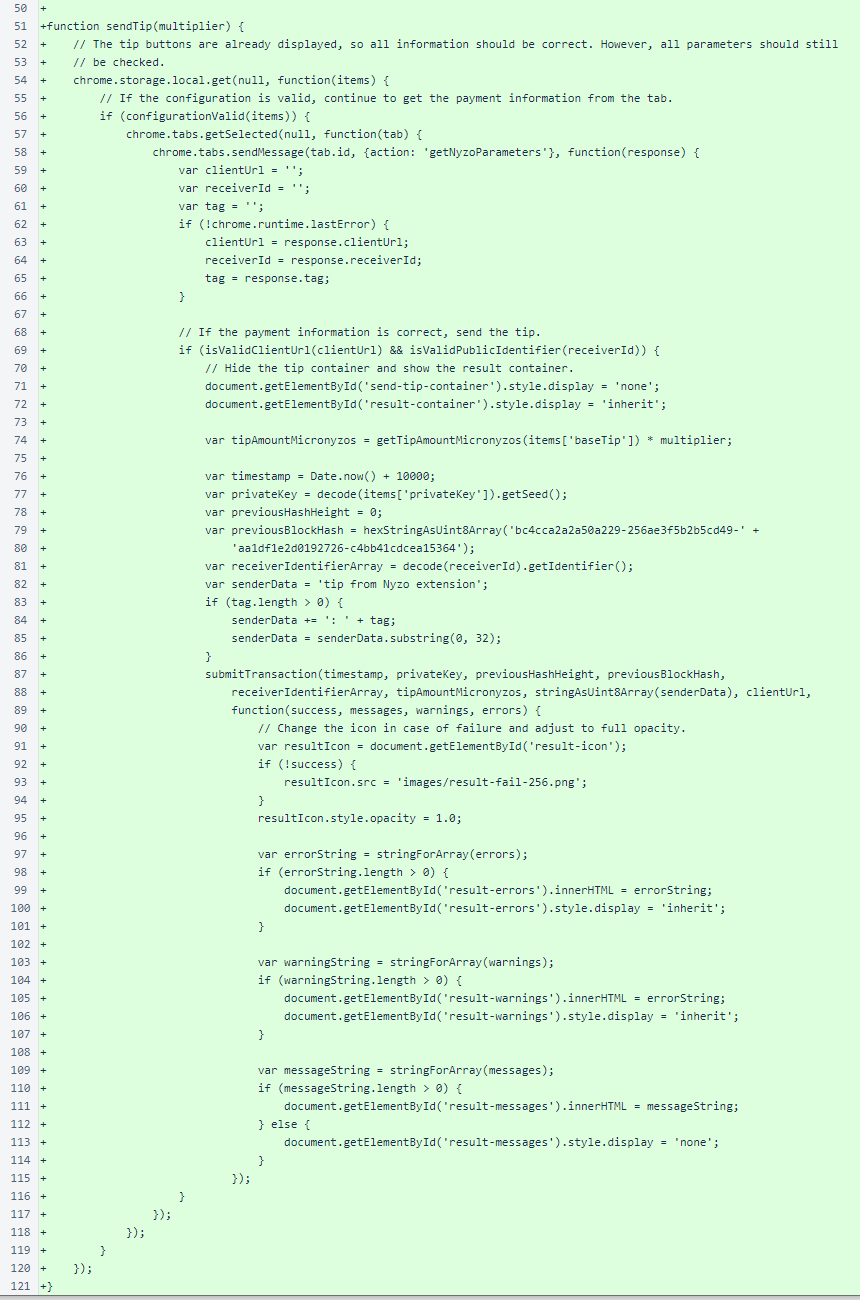 50 +
51 +function sendTip(multiplier) {
52 +    // The tip buttons are already displayed, so all information should be correct. However, all parameters should still
53 +    // be checked.
54 +    chrome.storage.local.get(null, function(items) {
55 +        // If the configuration is valid, continue to get the payment information from the tab.
56 +        if (configurationValid(items)) {
57 +            chrome.tabs.getSelected(null, function(tab) {
58 +                chrome.tabs.sendMessage(tab.id, {action: 'getNyzoParameters'}, function(response) {
59 +                    var clientUrl = '';
60 +                    var receiverId = '';
61 +                    var tag = '';
62 +                    if (!chrome.runtime.lastError) {
63 +                        clientUrl = response.clientUrl;
64 +                        receiverId = response.receiverId;
65 +                        tag = response.tag;
66 +                    }
67 +
68 +                    // If the payment information is correct, send the tip.
69 +                    if (isValidClientUrl(clientUrl) && isValidPublicIdentifier(receiverId)) {
70 +                        // Hide the tip container and show the result container.
71 +                        document.getElementById('send-tip-container').style.display = 'none';
72 +                        document.getElementById('result-container').style.display = 'inherit';
73 +
74 +                        var tipAmountMicronyzos = getTipAmountMicronyzos(items['baseTip']) * multiplier;
75 +
76 +                        var timestamp = Date.now() + 10000;
77 +                        var privateKey = decode(items['privateKey']).getSeed();
78 +                        var previousHashHeight = 0;
79 +                        var previousBlockHash = hexStringAsUint8Array('bc4cca2a2a50a229-256ae3f5b2b5cd49-' +
80 +                            'aa1df1e2d0192726-c4bb41cdcea15364');
81 +                        var receiverIdentifierArray = decode(receiverId).getIdentifier();
82 +                        var senderData = 'tip from Nyzo extension';
83 +                        if (tag.length > 0) {
84 +                            senderData += ': ' + tag;
85 +                            senderData = senderData.substring(0, 32);
86 +                        }
87 +                        submitTransaction(timestamp, privateKey, previousHashHeight, previousBlockHash,
88 +                            receiverIdentifierArray, tipAmountMicronyzos, stringAsUint8Array(senderData), clientUrl,
89 +                            function(success, messages, warnings, errors) {
90 +                                // Change the icon in case of failure and adjust to full opacity.
91 +                                var resultIcon = document.getElementById('result-icon');
92 +                                if (!success) {
93 +                                    resultIcon.src = 'images/result-fail-256.png';
94 +                                }
95 +                                resultIcon.style.opacity = 1.0;
96 +
97 +                                var errorString = stringForArray(errors);
98 +                                if (errorString.length > 0) {
99 +                                    document.getElementById('result-errors').innerHTML = errorString;
100 +                                    document.getElementById('result-errors').style.display = 'inherit';
101 +                                }
102 +
103 +                                var warningString = stringForArray(warnings);
104 +                                if (warningString.length > 0) {
105 +                                    document.getElementById('result-warnings').innerHTML = errorString;
106 +                                    document.getElementById('result-warnings').style.display = 'inherit';
107 +                                }
108 +
109 +                                var messageString = stringForArray(messages);
110 +                                if (messageString.length > 0) {
111 +                                    document.getElementById('result-messages').innerHTML = messageString;
112 +                                } else {
113 +                                    document.getElementById('result-messages').style.display = 'none';
114 +                                }
115 +                            });
116 +                    }
117 +                });
118 +            });
119 +        }
120 +    });
121 +}